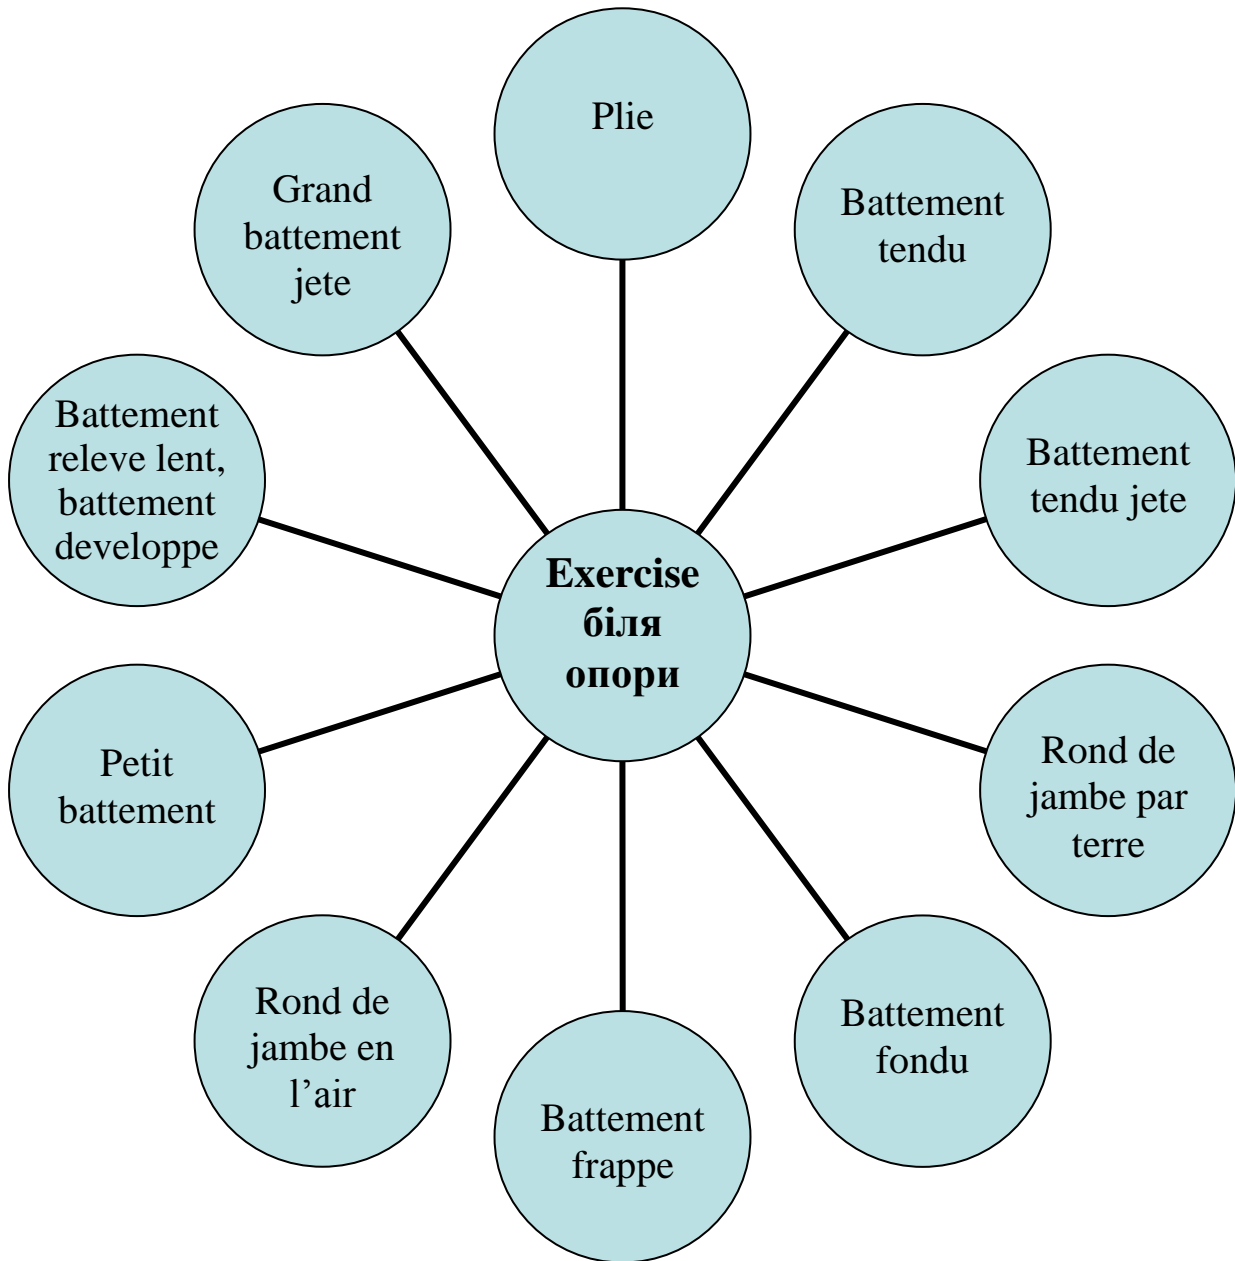 Plie
Battement
tendu
Battement
tendu jete
Rond de
jambe par
terre
Battement
fondu
Battement
frappe
Rond de
jambe en
l’air
Petit
battement
Battement
releve lent,
battement
developpe
Grand
battement
jete
Exercise
біля
опори